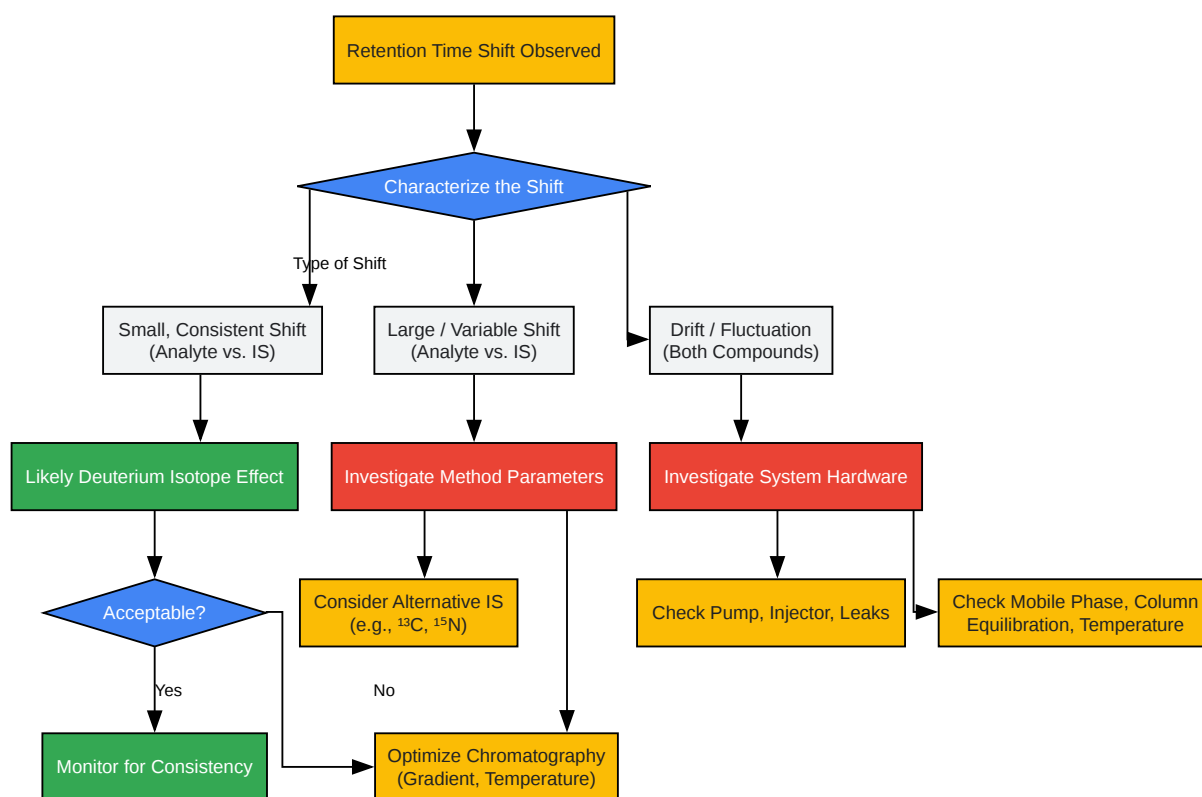 Retention Time Shift Observed
Characterize the Shift
Type of Shift
Small, Consistent Shift
(Analyte vs. IS)
Large / Variable Shift
(Analyte vs. IS)
Drift / Fluctuation
(Both Compounds)
Likely Deuterium Isotope Effect
Investigate Method Parameters
Investigate System Hardware
Acceptable?
Consider Alternative IS
(e.g., ¹³C, ¹⁵N)
Check Pump, Injector, Leaks
Check Mobile Phase, Column
Equilibration, Temperature
Yes
No
Monitor for Consistency
Optimize Chromatography
(Gradient, Temperature)